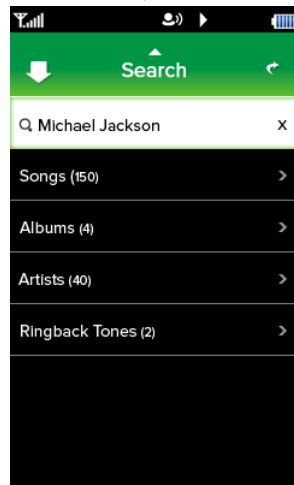 Search
Michael Jackson x
Songs (150)
Albums (4)
Artists (40)
Ringback Tones (2)